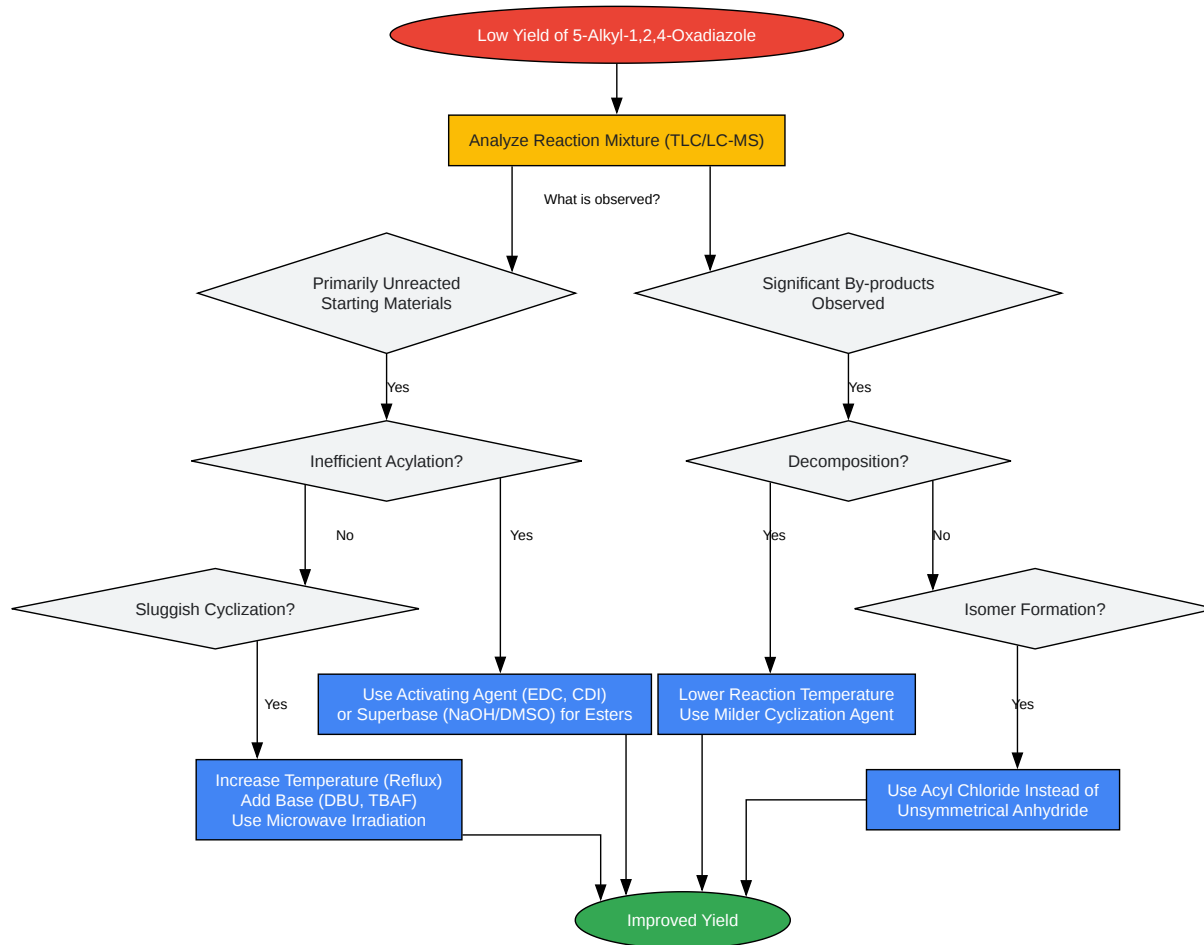 Low Yield of 5-Alkyl-1,2,4-Oxadiazole
Analyze Reaction Mixture (TLC/LC-MS)
What is observed?
Primarily Unreacted
Starting Materials
Significant By-products
Observed
Yes
Yes
Inefficient Acylation?
Decomposition?
No
Yes
Yes
No
Sluggish Cyclization?
Isomer Formation?
Use Activating Agent (EDC, CDI)
or Superbase (NaOH/DMSO) for Esters
Lower Reaction Temperature
Use Milder Cyclization Agent
Yes
Yes
Increase Temperature (Reflux)
Add Base (DBU, TBAF)
Use Microwave Irradiation
Use Acyl Chloride Instead of
Unsymmetrical Anhydride
Improved Yield